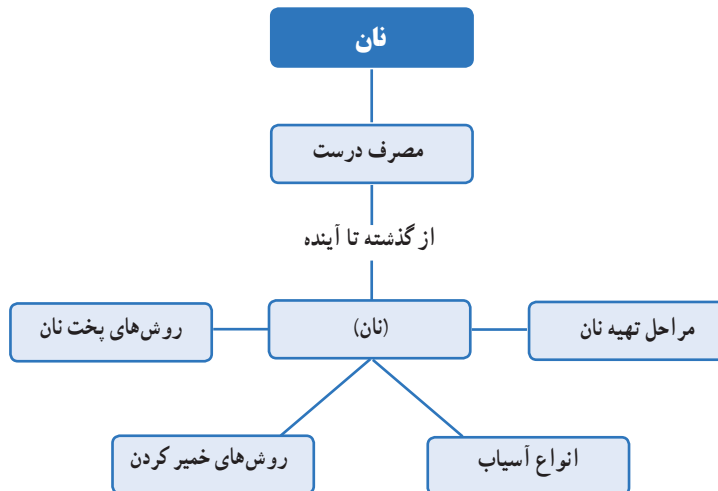 نان
مصرف درست
از گذشته تا آینده
مراحل تهیه نان
(نان)
روش‌های پخت نان
انواع آسیاب
روش‌های خمیر کردن